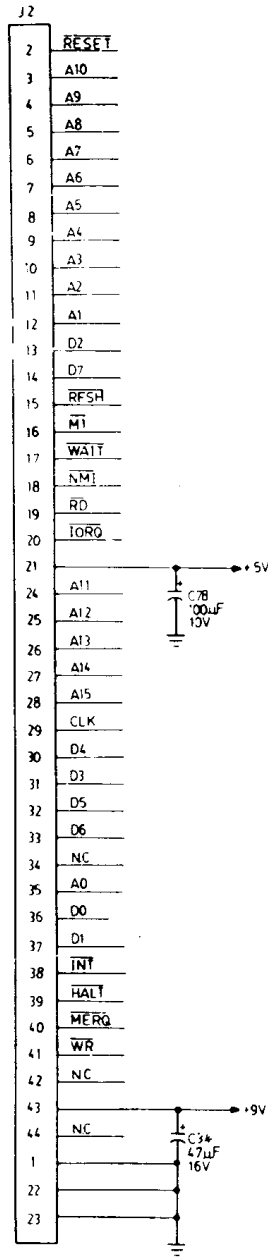 J2
2 RESET
3 A10
4 A9
5 A8
6 A7
7 A6
8 A5
9 A4
10 A3
11 A2
12 A1
13 D2
14 D7
15 RFSH
16 M1
17 WAIT
18 NMI
19 RD
20 IORQ
21 +5V
C78
100µF
10V
24 A11
25 A12
26 A13
27 A14
28 A15
29 CLK
30 D4
31 D3
32 D5
33 D6
34 NC
35 A0
36 D0
37 D1
38 INT
39 HALT
40 MERQ
41 WR
42 NC
43 +9V
44 NC
C34
47µF
16V
1
22
23